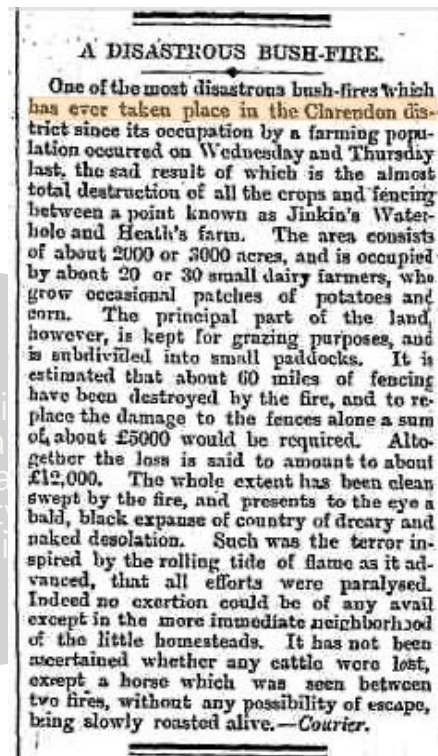 A DISASTROUS BUSH-FIRE.
One of the most disastrous bush-fires which
has ever taken place in the Clarendon dis-
trict since its occupation by a farming popu-
lation occurred on Wednesday and Thursday
last, the sad result of which is the almost
total destruction of all the crops and fencing
between a point known as Jinkin's Water-
hole and Heath's farm. The area consists
of about 2000 or 3000 acres, and is occupied
by about 20 or 30 small dairy farmers, who
grow occasional patches of potatoes and
corn. The principal part of the land,
however, is kept for grazing purposes, and
is subdivided into small paddocks. It is
estimated that about 60 miles of fencing
have been destroyed by the fire, and to re-
place the damage to the fences alone a sum
of about £5000 would be required. Alto-
gether the loss is said to amount to about
£12,000. The whole extent has been clean
swept by the fire, and presents to the eye a
bald, black expanse of country of dreary and
naked desolation. Such was the terror in-
spired by the rolling tide of flame as it ad-
vanced, that all efforts were paralysed.
Indeed no exertion could be of any avail
except in the more immediate neighborhood
of the little homesteads. It has not been
ascertained whether any cattle were lost,
except a horse which was seen between
two fires, without any possibility of escape,
being slowly roasted alive.—Courier.